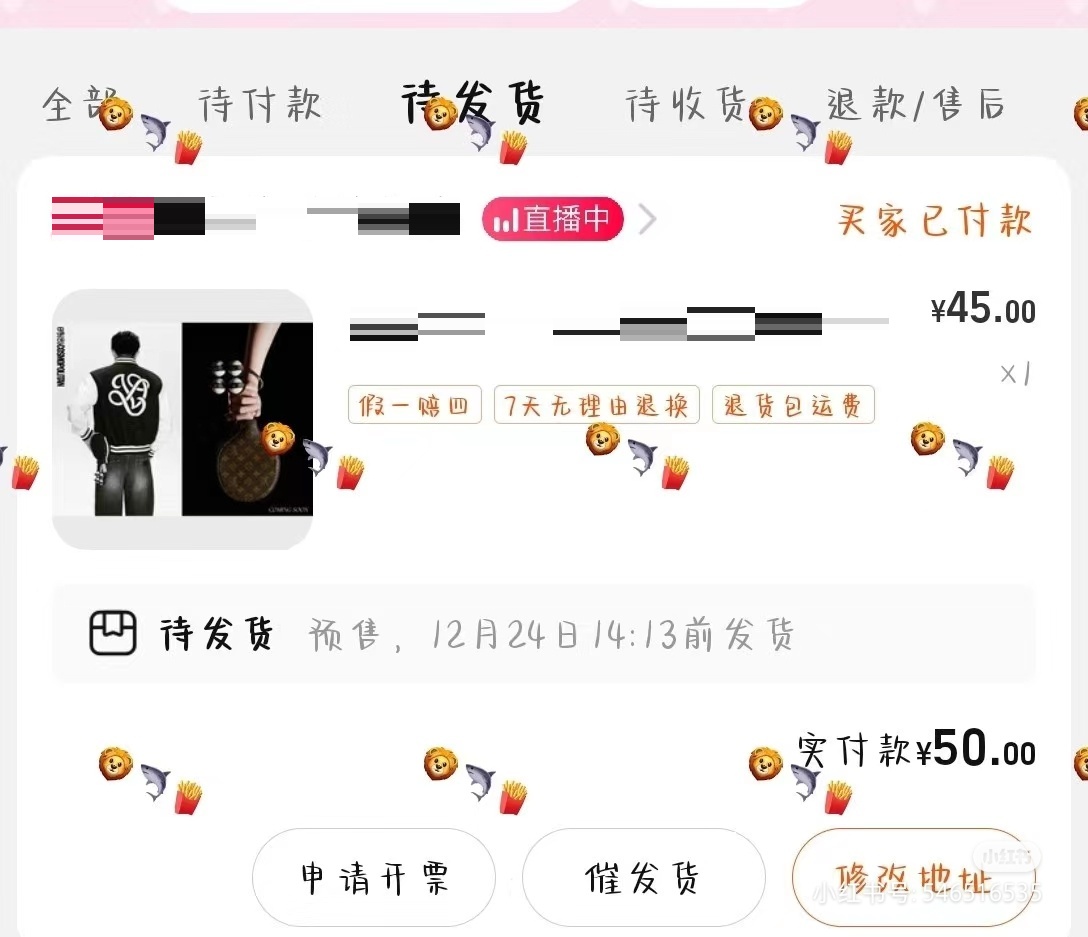 全部 待付款 待发货 待收货 退款/售后
直播中 买家已付款
¥45.00
×1
假一赔四 7天无理由退换 退货包运费
COSMOPOLITAN
COMING SOON
待发货 预售，12月24日14:13前发货
实付款¥50.00
申请开票 催发货 修改地址
小红书
小红书号: 546516535